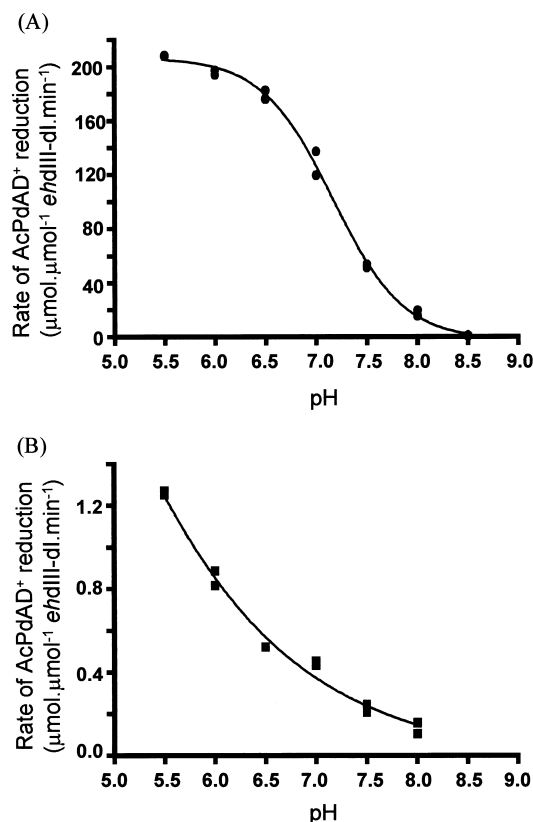 (A)
Rate of AcPdAD⁺ reduction
(μmol.μmol⁻¹ ehdIII-dI.min⁻¹)
200
160
120
80
40
0
5.0 5.5 6.0 6.5 7.0 7.5 8.0 8.5 9.0
pH
(B)
Rate of AcPdAD⁺ reduction
(μmol.μmol⁻¹ ehdIII-dI.min⁻¹)
1.2
0.8
0.4
0.0
5.0 5.5 6.0 6.5 7.0 7.5 8.0 8.5 9.0
pH